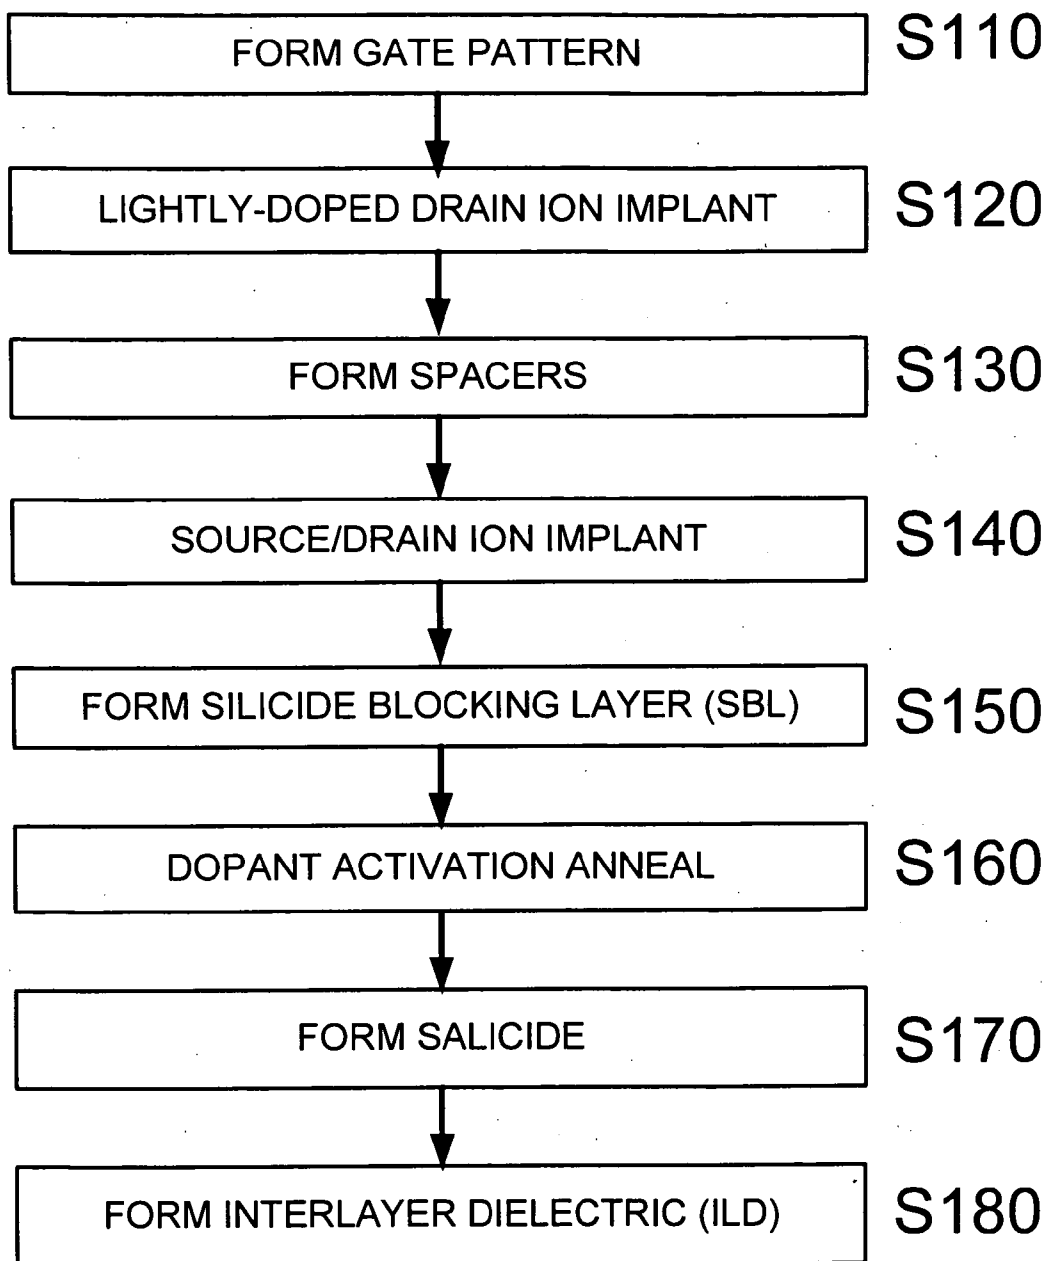 FORM GATE PATTERN S110
LIGHTLY-DOPED DRAIN ION IMPLANT S120
FORM SPACERS S130
SOURCE/DRAIN ION IMPLANT S140
FORM SILICIDE BLOCKING LAYER (SBL) S150
DOPANT ACTIVATION ANNEAL S160
FORM SALICIDE S170
FORM INTERLAYER DIELECTRIC (ILD) S180